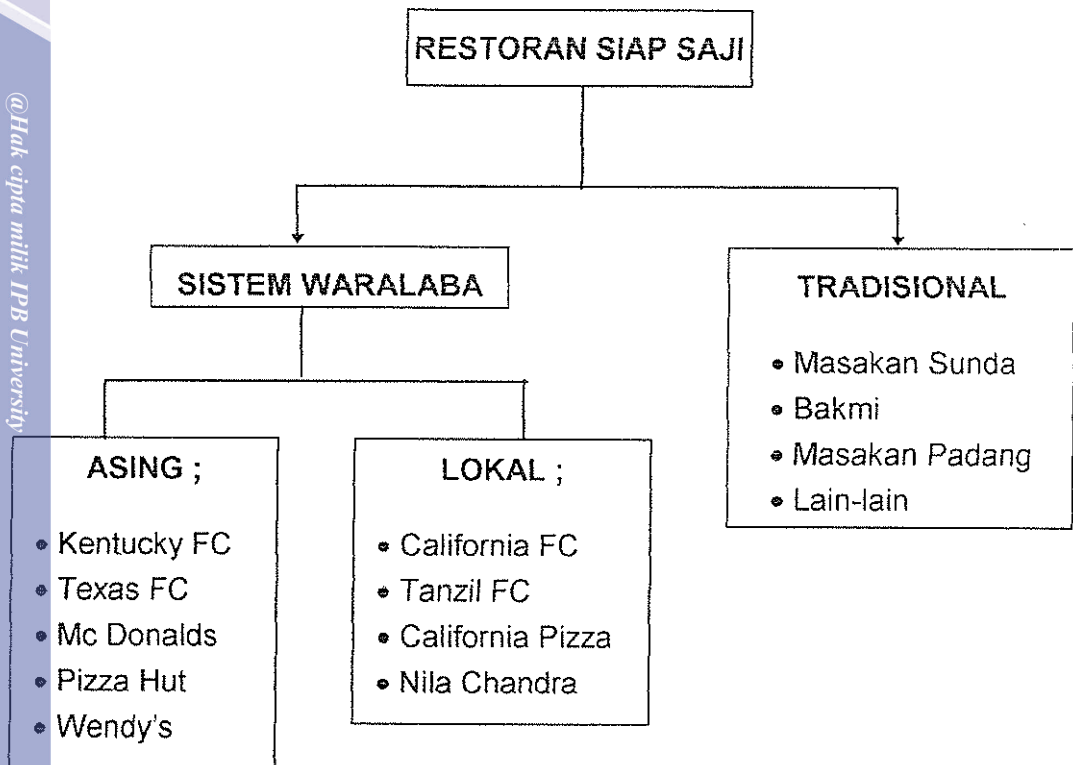 RESTORAN SIAP SAJI
SISTEM WARALABA
TRADISIONAL
• Masakan Sunda
• Bakmi
• Masakan Padang
• Lain-lain
ASING ;
• Kentucky FC
• Texas FC
• Mc Donalds
• Pizza Hut
• Wendy's
LOKAL ;
• California FC
• Tanzil FC
• California Pizza
• Nila Chandra
@Hak cipta milik IPB University